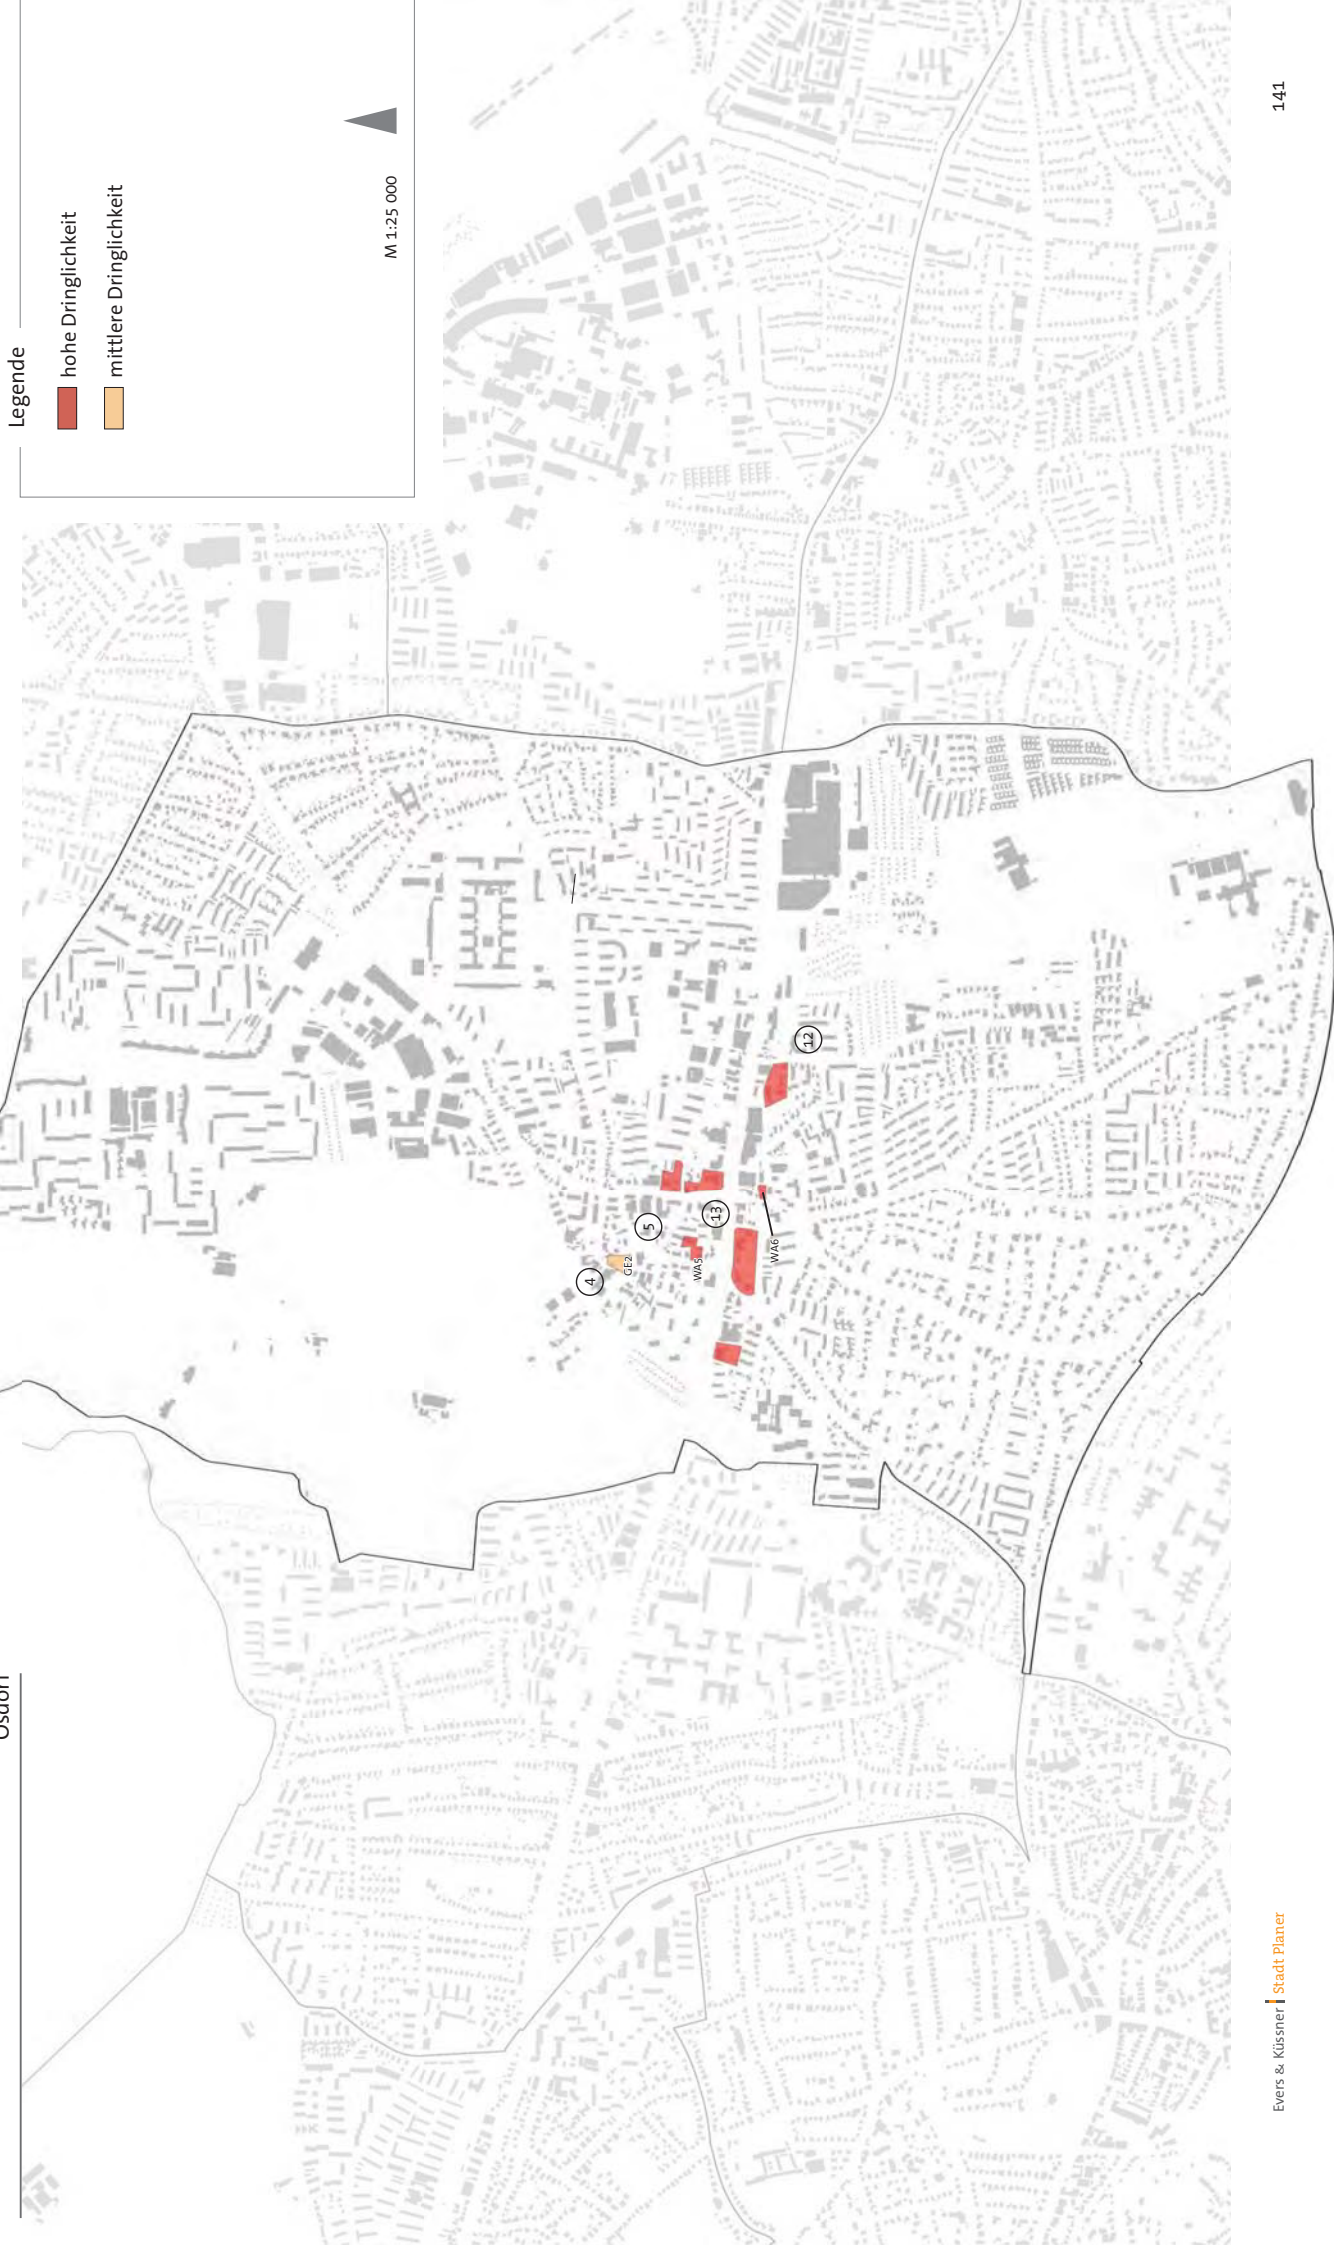 Osdorf
Legende
hohe Dringlichkeit
mittlere Dringlichkeit
M 1:25 000
4
GE2
5
WA5
13
WA6
12
Evers & Küssner | Stadt Planer
141